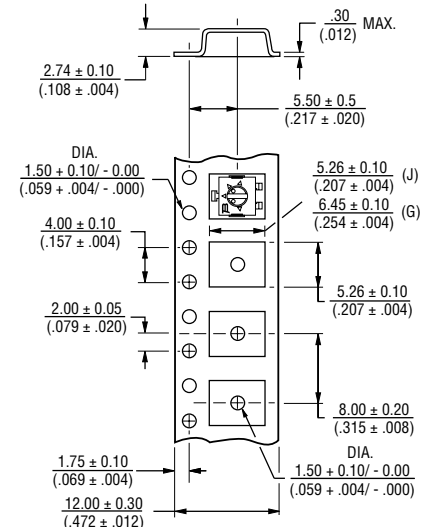 .30
(.012)
MAX.
2.74 ± 0.10
(.108 ± .004)
5.50 ± 0.5
(.217 ± .020)
DIA.
1.50 + 0.10/ - 0.00
(.059 + .004/ - .000)
5.26 ± 0.10
(.207 ± .004)
(J)
6.45 ± 0.10
(.254 ± .004)
(G)
4.00 ± 0.10
(.157 ± .004)
5.26 ± 0.10
(.207 ± .004)
2.00 ± 0.05
(.079 ± .020)
8.00 ± 0.20
(.315 ± .008)
1.75 ± 0.10
(.069 ± .004)
DIA.
1.50 + 0.10/ - 0.00
(.059 + .004/ - .000)
12.00 ± 0.30
(.472 ± .012)